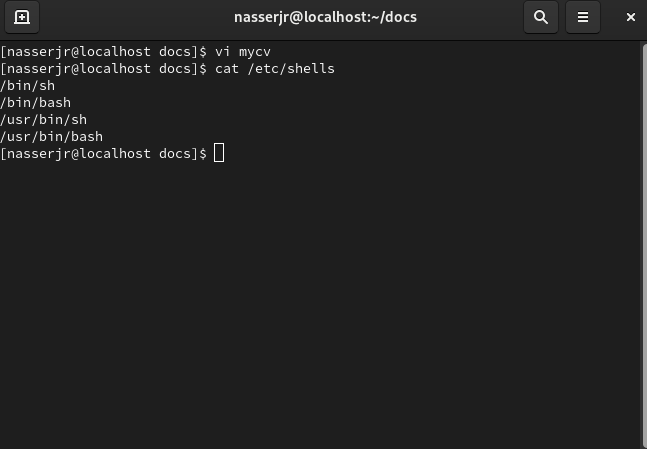 nasserjr@localhost:~/docs
[nasserjr@localhost docs]$ vi mycv
[nasserjr@localhost docs]$ cat /etc/shells
/bin/sh
/bin/bash
/usr/bin/sh
/usr/bin/bash
[nasserjr@localhost docs]$